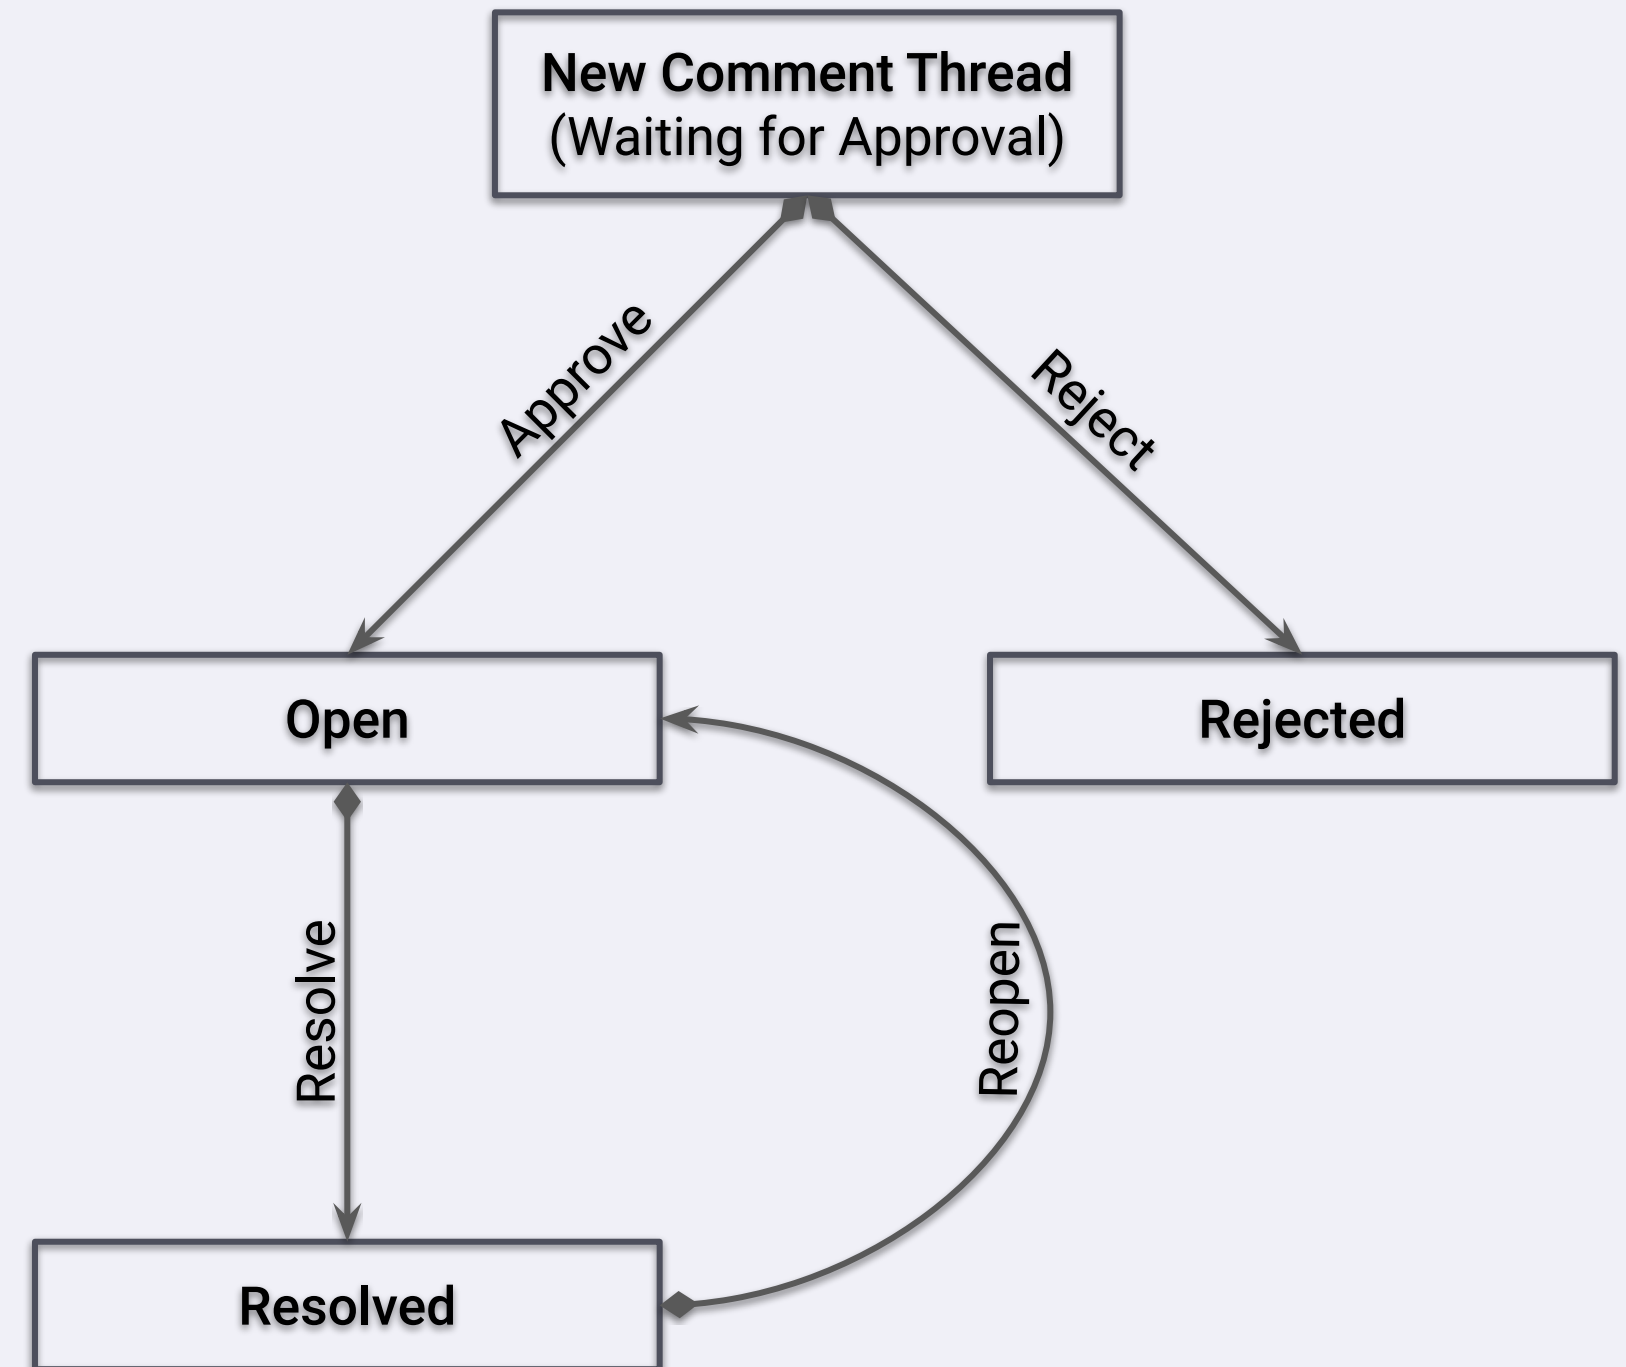 New Comment Thread
(Waiting for Approval)
Approve
Reject
Open
Rejected
Resolve
Reopen
Resolved